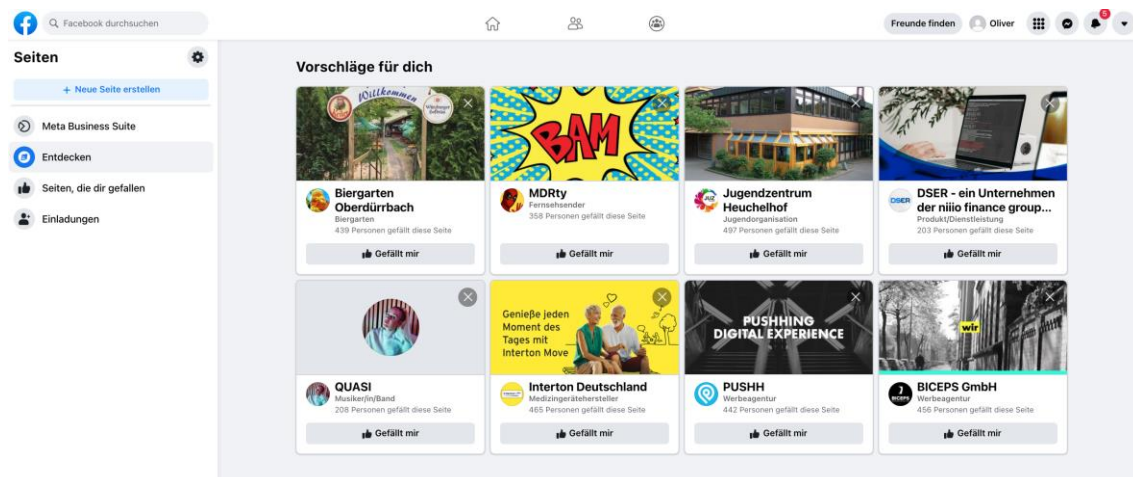 Facebook durchsuchen
Freunde finden
Oliver
5
Seiten
+ Neue Seite erstellen
Meta Business Suite
Entdecken
Seiten, die dir gefallen
Einladungen
Vorschläge für dich
Willkommen
Biergarten
Oberdürrbach
Biergarten
439 Personen gefällt diese Seite
Gefällt mir
BAM
MDRty
Fernsehsender
358 Personen gefällt diese Seite
Gefällt mir
JUZ
Jugendzentrum
Heuchelhof
Jugendorganisation
497 Personen gefällt diese Seite
Gefällt mir
DSER
DSER - ein Unternehmen
der niiio finance group...
Produkt/Dienstleistung
203 Personen gefällt diese Seite
Gefällt mir
QUASI
Musiker/in/Band
208 Personen gefällt diese Seite
Gefällt mir
Genieße jeden
Moment des
Tages mit
Interton Move
Interton Deutschland
Medizingerätehersteller
465 Personen gefällt diese Seite
Gefällt mir
PUSHHING
DIGITAL EXPERIENCE
PUSHH
Werbeagentur
442 Personen gefällt diese Seite
Gefällt mir
wir
BICEPS
BICEPS GmbH
Werbeagentur
456 Personen gefällt diese Seite
Gefällt mir